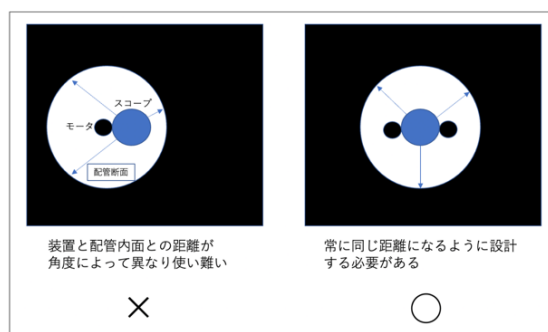 スコープ
モータ
配管断面
装置と配管内面との距離が
角度によって異なり使い難い
常に同じ距離になるように設計
する必要がある